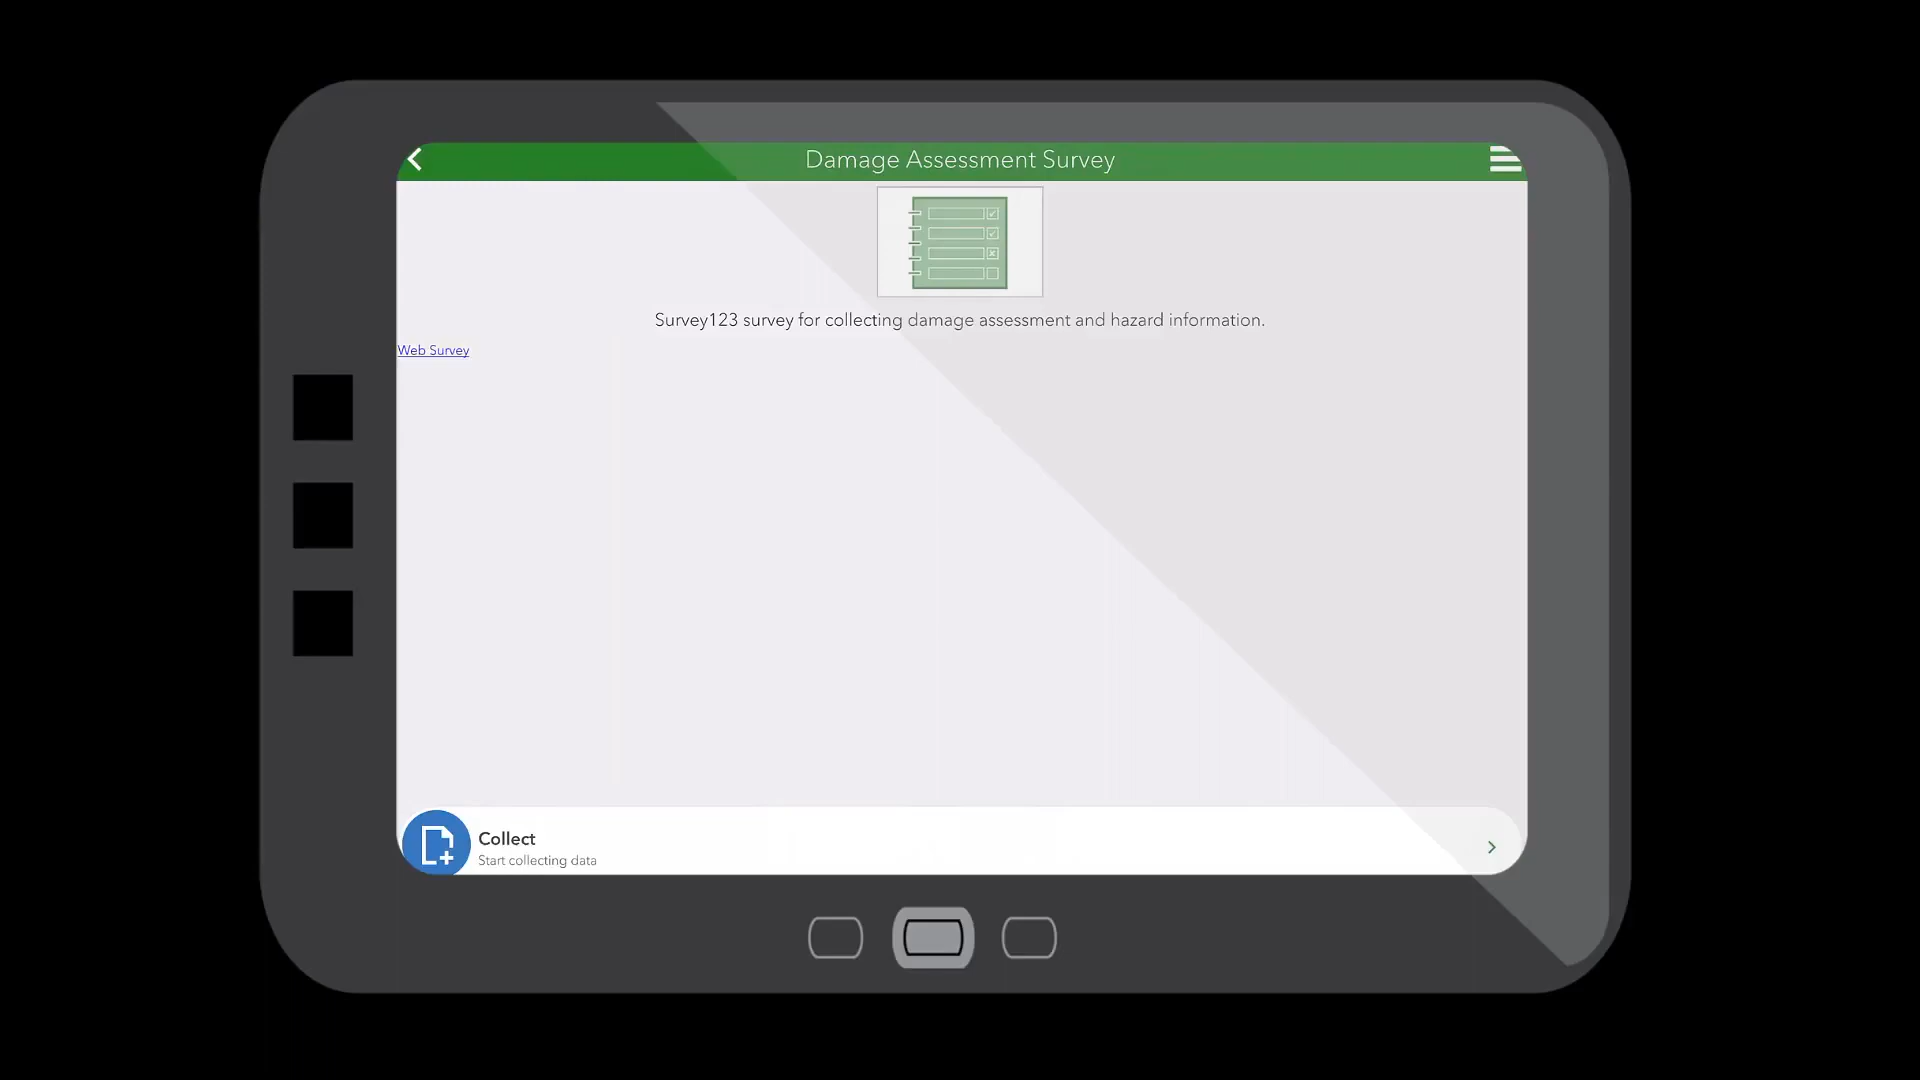 Damage Assessment Survey
Survey123 survey for collecting damage assessment and hazard information.
Web Survey
Collect
Start collecting data